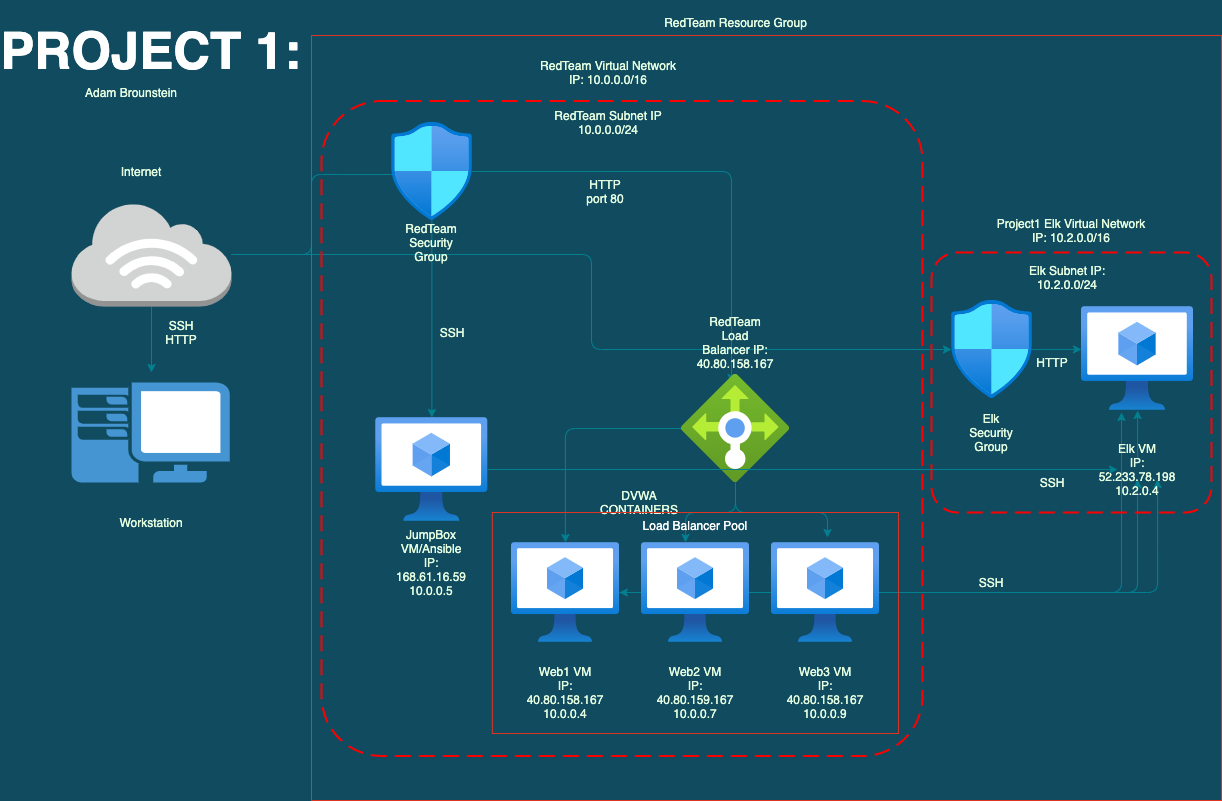 RedTeam Resource Group
PROJECT 1:
Adam Brounstein
RedTeam Virtual Network
IP: 10.0.0.0/16
RedTeam Subnet IP
10.0.0.0/24
Internet
HTTP
port 80
RedTeam
Security
Group
Project1 Elk Virtual Network
IP: 10.2.0.0/16
Elk Subnet IP:
10.2.0.0/24
SSH
HTTP
SSH
RedTeam
Load
Balancer IP:
40.80.158.167
HTTP
Elk
Security
Group
Elk VM
IP:
52.233.78.198
10.2.0.4
SSH
Workstation
JumpBox
VM/Ansible
IP:
168.61.16.59
10.0.0.5
DVWA
CONTAINERS
Load Balancer Pool
SSH
Web1 VM
IP:
40.80.158.167
10.0.0.4
Web2 VM
IP:
40.80.159.167
10.0.0.7
Web3 VM
IP:
40.80.158.167
10.0.0.9